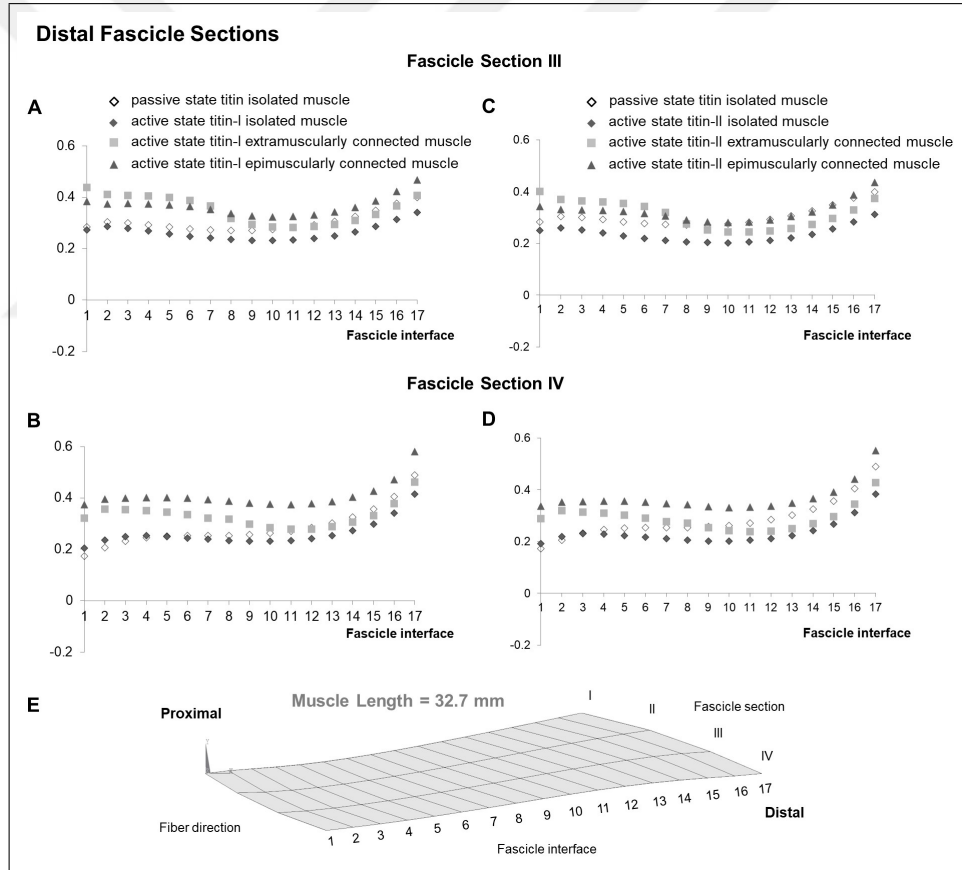 Distal Fascicle Sections
Fascicle Section III
A
passive state titin isolated muscle
active state titin-I isolated muscle
active state titin-I extramuscularly connected muscle
active state titin-I epimuscularly connected muscle
0.6
0.4
0.2
0
-0.2
1 2 3 4 5 6 7 8 9 10 11 12 13 14 15 16 17
Fascicle interface
C
passive state titin isolated muscle
active state titin-II isolated muscle
active state titin-II extramuscularly connected muscle
active state titin-II epimuscularly connected muscle
0.6
0.4
0.2
0
-0.2
1 2 3 4 5 6 7 8 9 10 11 12 13 14 15 16 17
Fascicle interface
Fascicle Section IV
B
0.6
0.4
0.2
0
-0.2
1 2 3 4 5 6 7 8 9 10 11 12 13 14 15 16 17
Fascicle interface
D
0.6
0.4
0.2
0
-0.2
1 2 3 4 5 6 7 8 9 10 11 12 13 14 15 16 17
Fascicle interface
E
Muscle Length = 32.7 mm
Proximal
I
II
III
IV
Fascicle section
Fiber direction
1 2 3 4 5 6 7 8 9 10 11 12 13 14 15 16 17
Distal
Fascicle interface